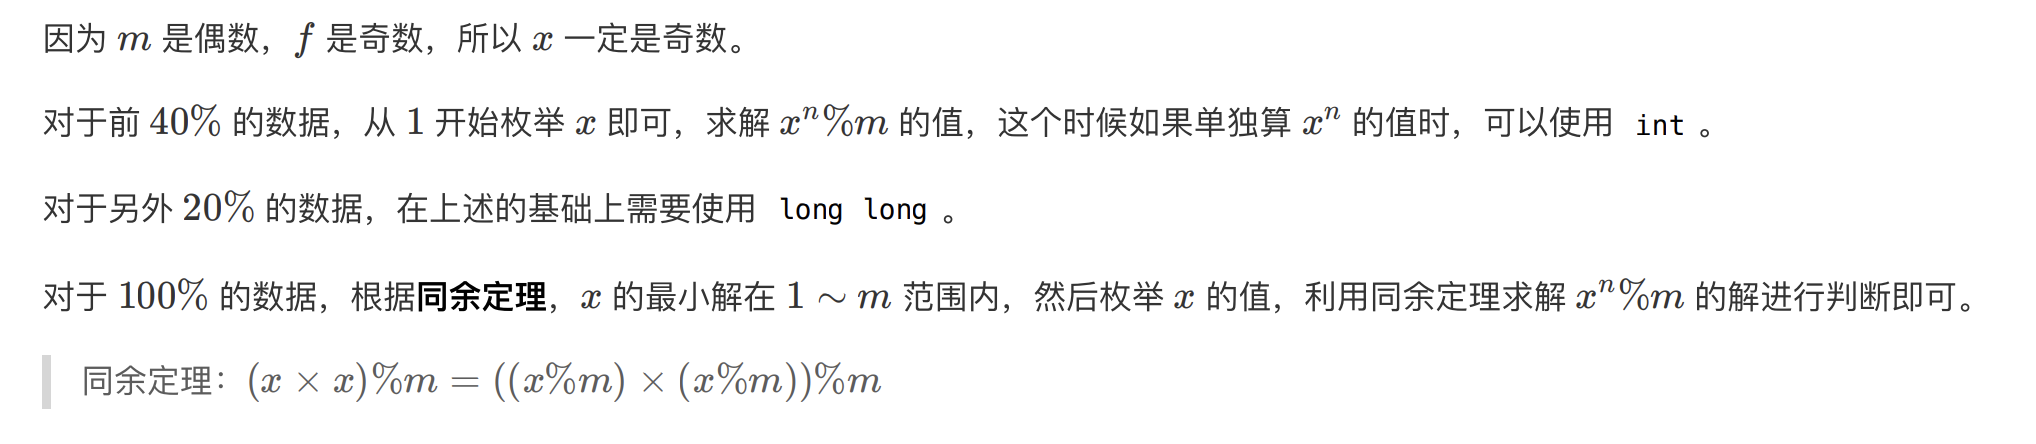 因为 m 是偶数，f 是奇数，所以 x 一定是奇数。
对于前 40% 的数据，从 1 开始枚举 x 即可，求解 xⁿ%m 的值，这个时候如果单独算 xⁿ 的值时，可以使用 int 。
对于另外 20% 的数据，在上述的基础上需要使用 long long 。
对于 100% 的数据，根据同余定理，x 的最小解在 1 ∼ m 范围内，然后枚举 x 的值，利用同余定理求解 xⁿ%m 的解进行判断即可。
同余定理：(x × x)%m = ((x%m) × (x%m))%m